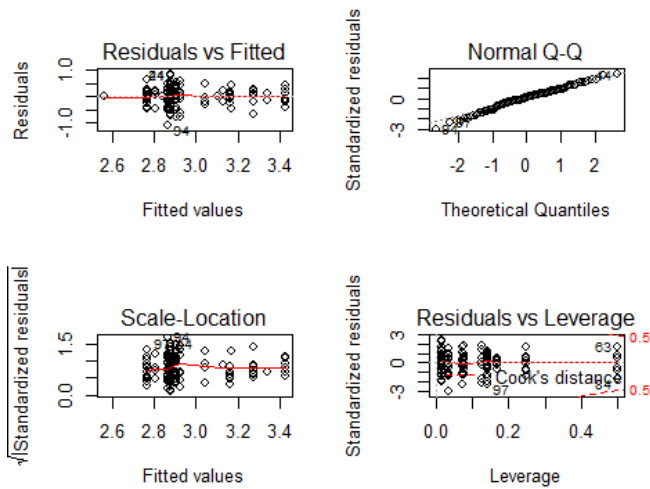 Residuals vs Fitted
Residuals
1.0
-1.0
94
2.6 2.8 3.0 3.2 3.4
Fitted values
Normal Q-Q
Standardized residuals
0
-3
-2 -1 0 1 2
Theoretical Quantiles
Scale-Location
√|Standardized residuals|
1.5
0.0
2.6 2.8 3.0 3.2 3.4
Fitted values
Residuals vs Leverage
Standardized residuals
3
0
-3
0.5
63
Cook's distance
84
0.5
97
0.0 0.2 0.4
Leverage